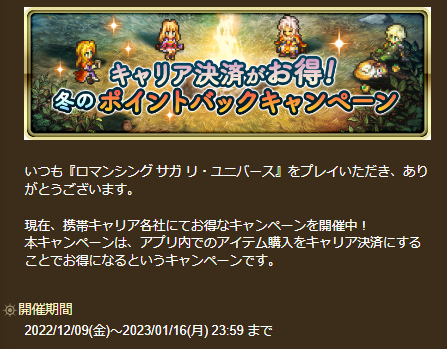 キャリア決済がお得!
冬のポイントバックキャンペーン
いつも『ロマンシング サガ リ・ユニバース』をプレイいただき、あり
がとうございます。
現在、携帯キャリア各社にてお得なキャンペーンを開催中！
本キャンペーンは、アプリ内でのアイテム購入をキャリア決済にする
ことでお得になるというキャンペーンです。
開催期間
2022/12/09(金)～2023/01/16(月) 23:59 まで